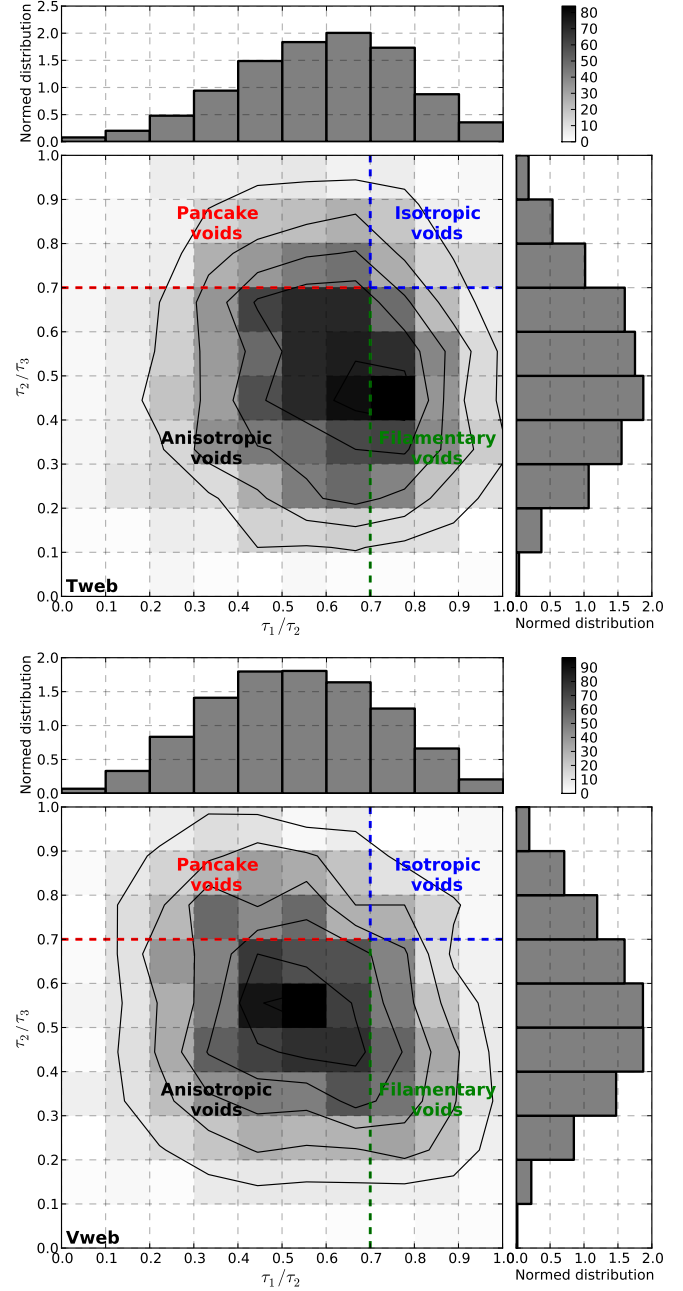 Normed distribution
2.5
2.0
1.5
1.0
0.5
0.0
80
70
60
50
40
30
20
10
0
1.0
0.9
0.8
0.7
0.6
0.5
0.4
0.3
0.2
0.1
0.0
τ2/τ3
Pancake
voids
Isotropic
voids
Anisotropic
voids
Filamentary
voids
Tweb
0.0 0.1 0.2 0.3 0.4 0.5 0.6 0.7 0.8 0.9 1.0
τ1/τ2
0.0 0.5 1.0 1.5 2.0
Normed distribution
Normed distribution
2.0
1.5
1.0
0.5
0.0
90
80
70
60
50
40
30
20
10
0
1.0
0.9
0.8
0.7
0.6
0.5
0.4
0.3
0.2
0.1
0.0
τ2/τ3
Pancake
voids
Isotropic
voids
Anisotropic
voids
Filamentary
voids
Vweb
0.0 0.1 0.2 0.3 0.4 0.5 0.6 0.7 0.8 0.9 1.0
τ1/τ2
0.0 0.5 1.0 1.5 2.0
Normed distribution